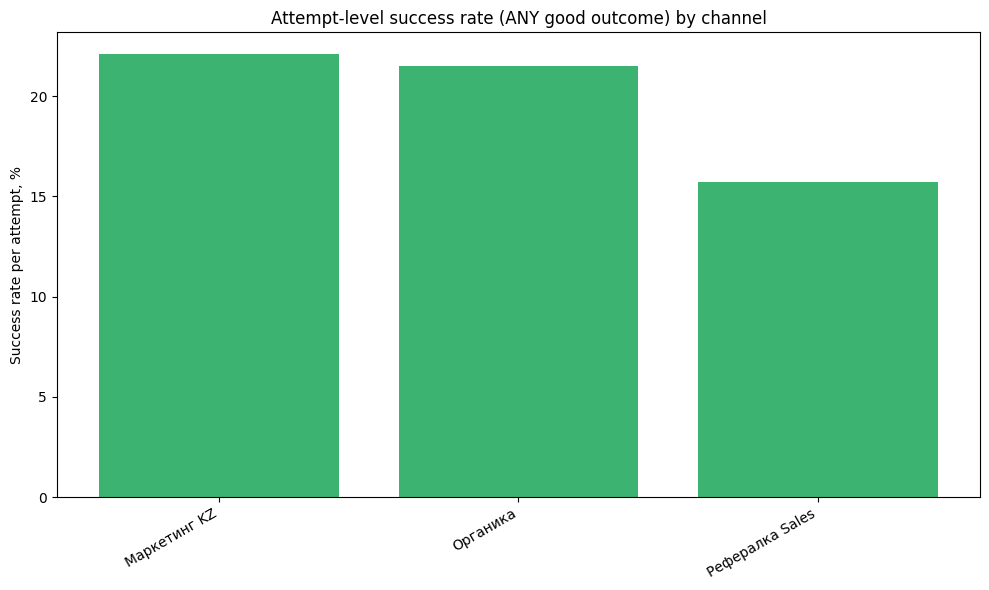 Attempt-level success rate (ANY good outcome) by channel
Success rate per attempt, %
20
15
10
5
0
Маркетинг KZ
Органика
Рефералка Sales